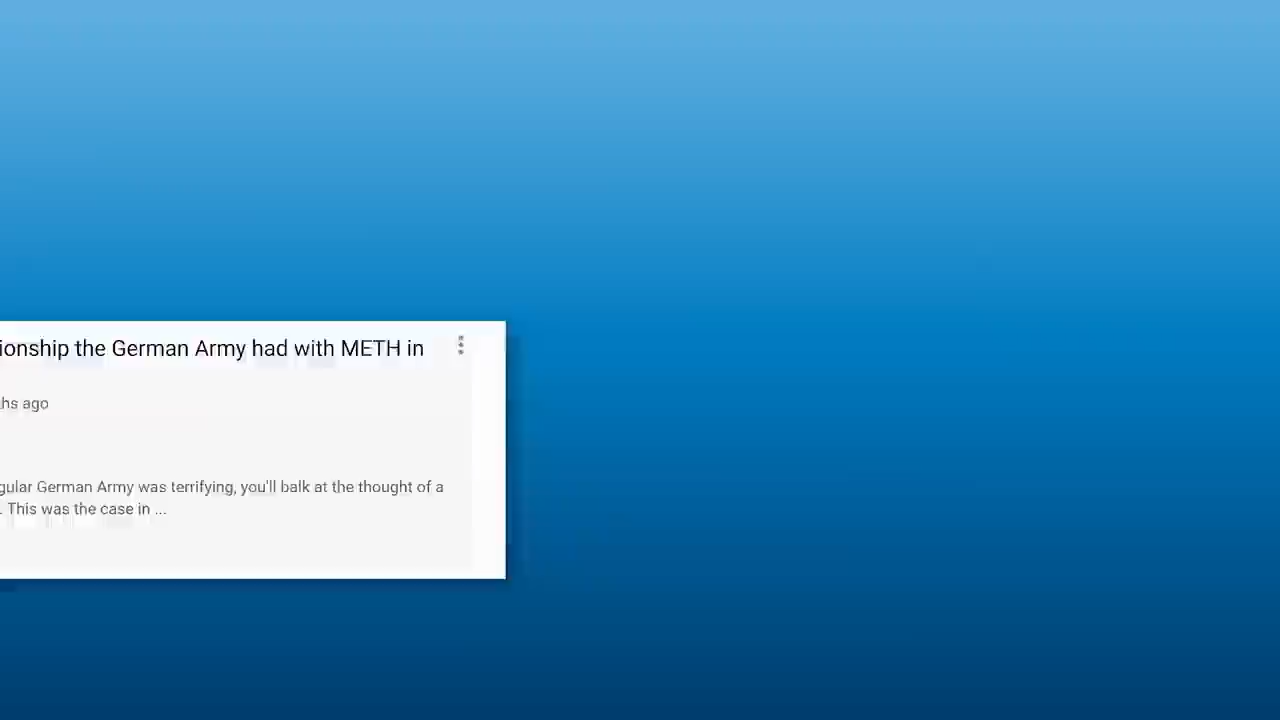 ionship the German Army had with METH in
ths ago
gular German Army was terrifying, you'll balk at the thought of a
. This was the case in ...